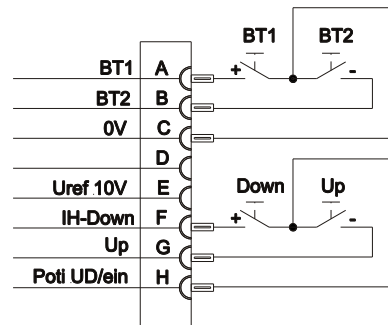 BT1 BT2
BT1 A + -
BT2 B
0V C
D
Uref 10V E Down Up
IH-Down F + -
Up G
Poti UD/ein H